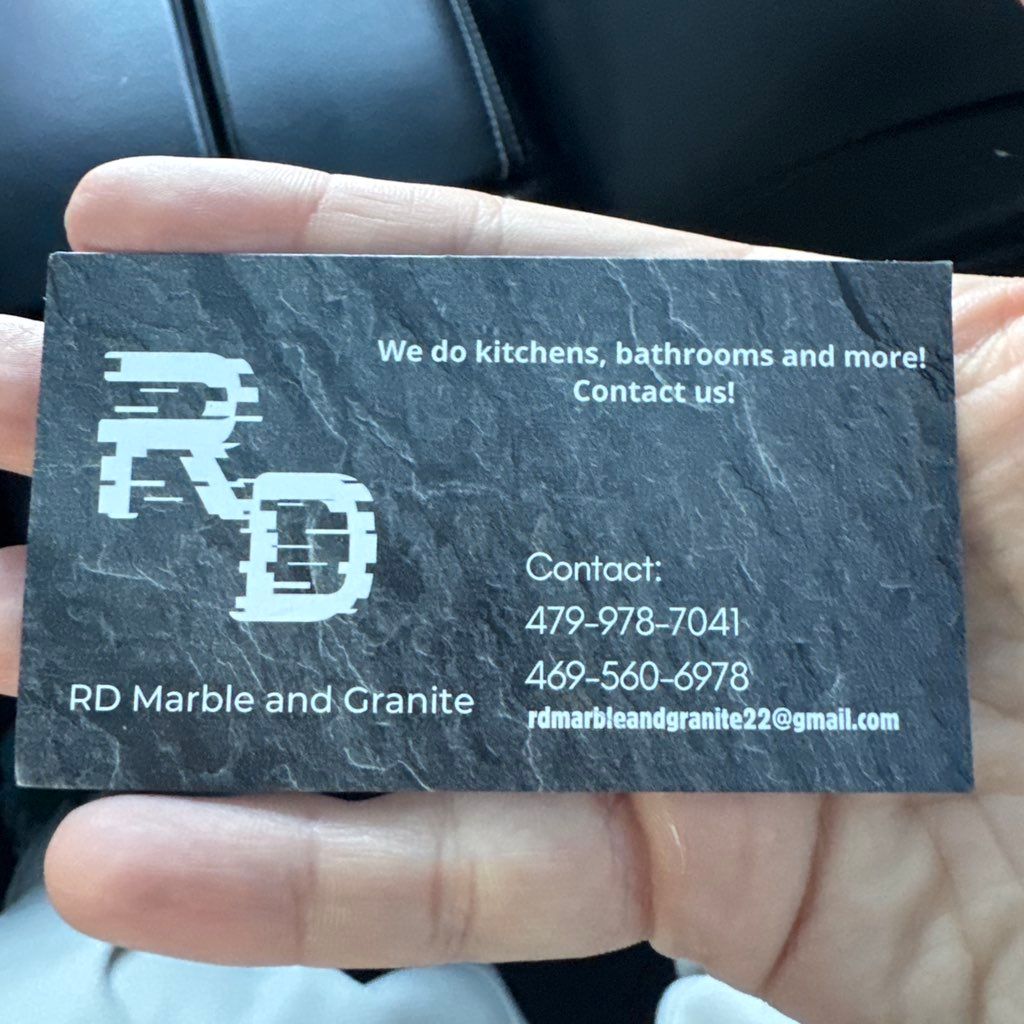 We do kitchens, bathrooms and more!
Contact us!
RD
RD Marble and Granite
Contact:
479-978-7041
469-560-6978
rdmarbleandgranite22@gmail.com